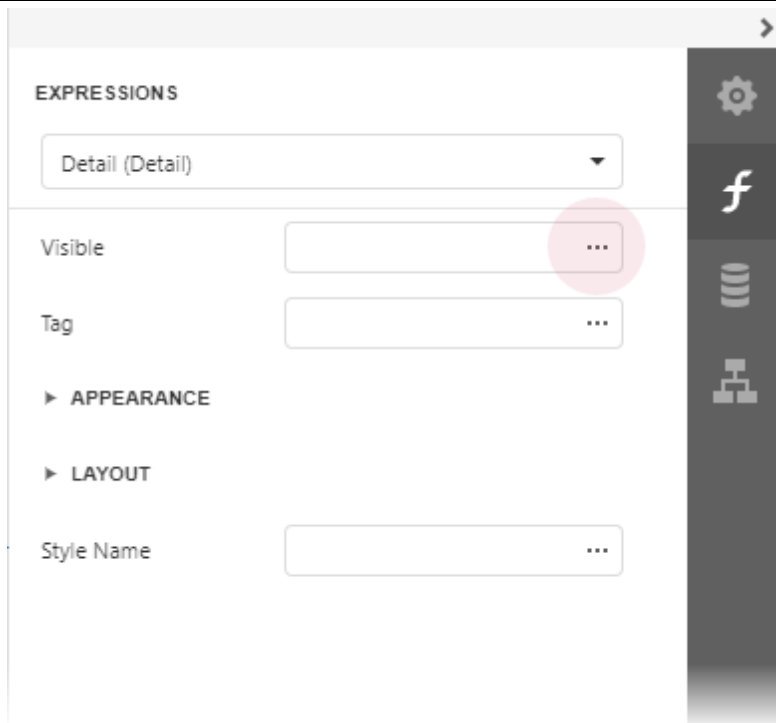 EXPRESSIONS
Detail (Detail)
Visible ...
Tag ...
APPEARANCE
LAYOUT
Style Name ...